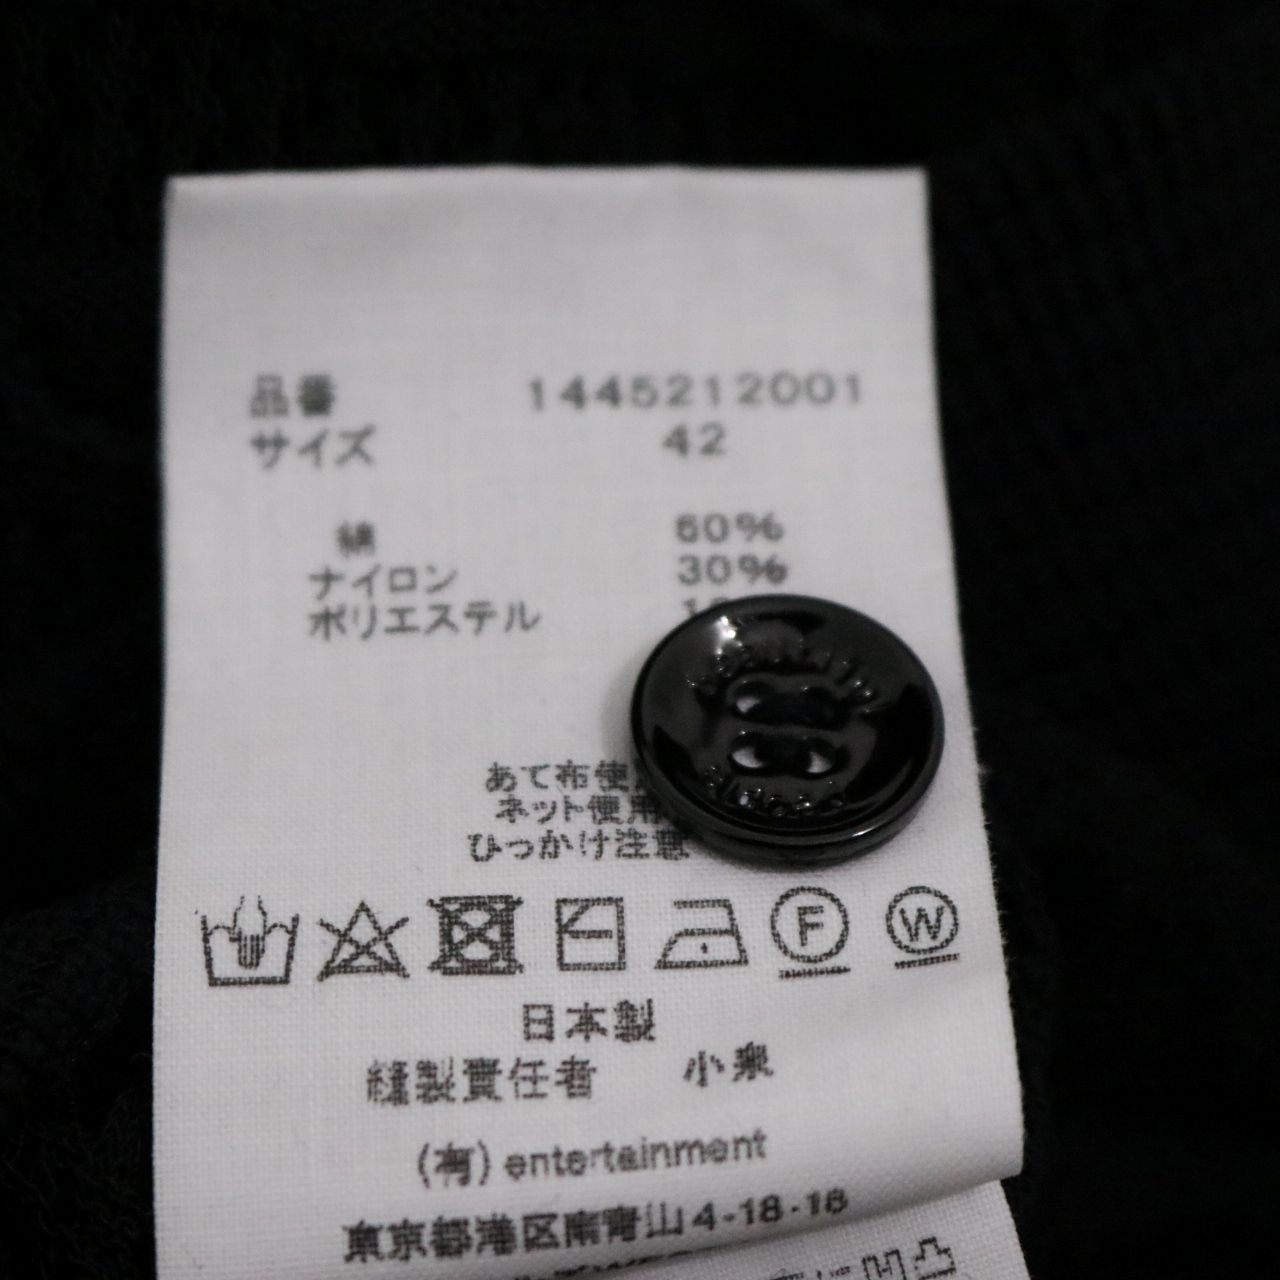 品番 1445212001
サイズ 42
綿 60%
ナイロン 30%
ポリエステル
あて布使
ネット使用
ひっかけ注意
F W
日本製
縫製責任者 小泉
(有) entertainment
東京都港区南青山4-18-16
凹凸